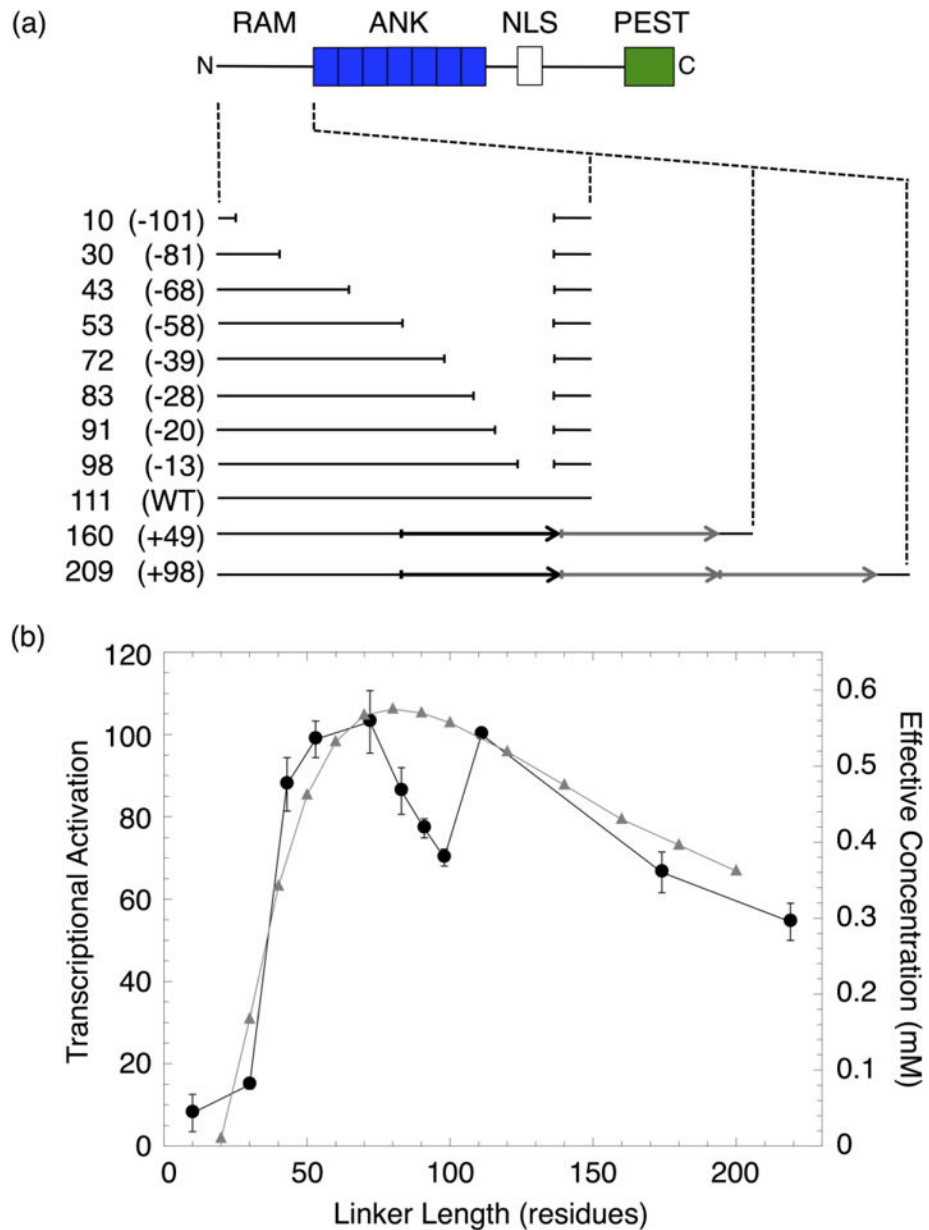 (a)
RAM ANK NLS PEST
N C
10 (-101)
30 (-81)
43 (-68)
53 (-58)
72 (-39)
83 (-28)
91 (-20)
98 (-13)
111 (WT)
160 (+49)
209 (+98)
(b)
Transcriptional Activation
120
100
80
60
40
20
0
Effective Concentration (mM)
0.6
0.5
0.4
0.3
0.2
0.1
0
0 50 100 150 200
Linker Length (residues)